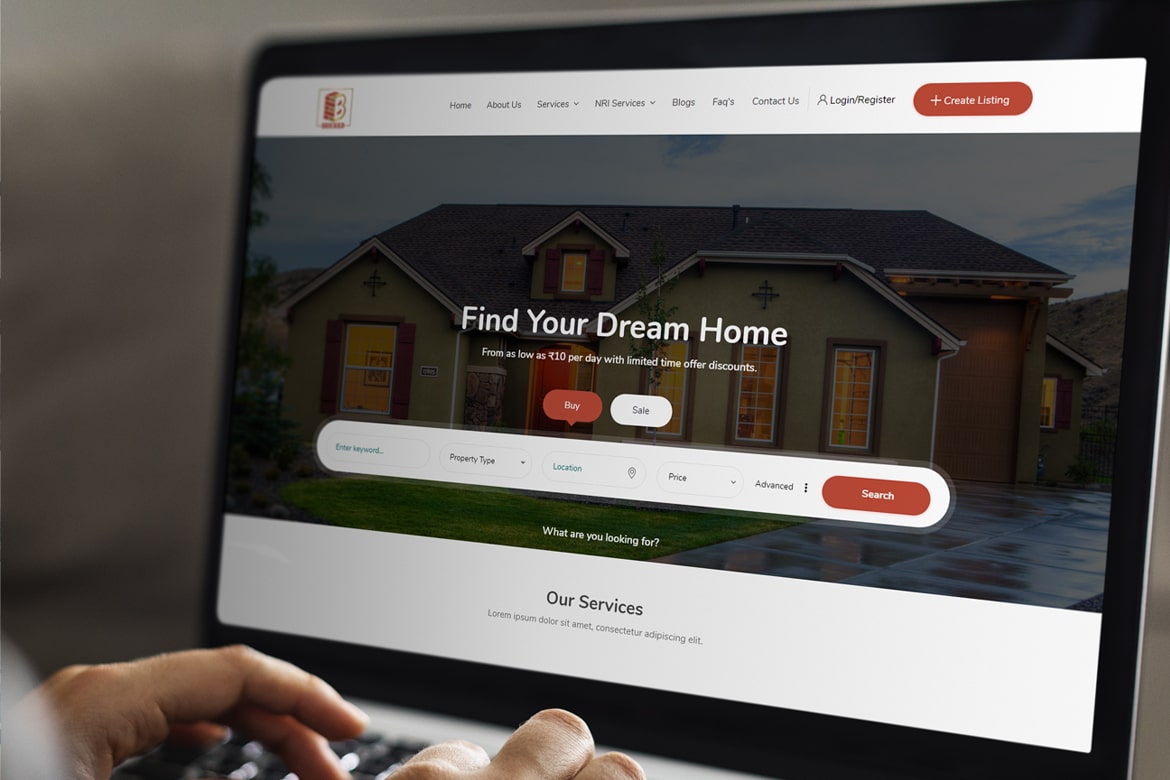 Home
About Us
Services
NRI Services
Blogs
Faq's
Contact Us
Login/Register
+ Create Listing
Find Your Dream Home
From as low as ₹10 per day with limited time offer discounts.
Buy
Sale
Enter keyword...
Property Type
Location
Price
Advanced
Search
What are you looking for?
Our Services
Lorem ipsum dolor sit amet, consectetur adipiscing elit.